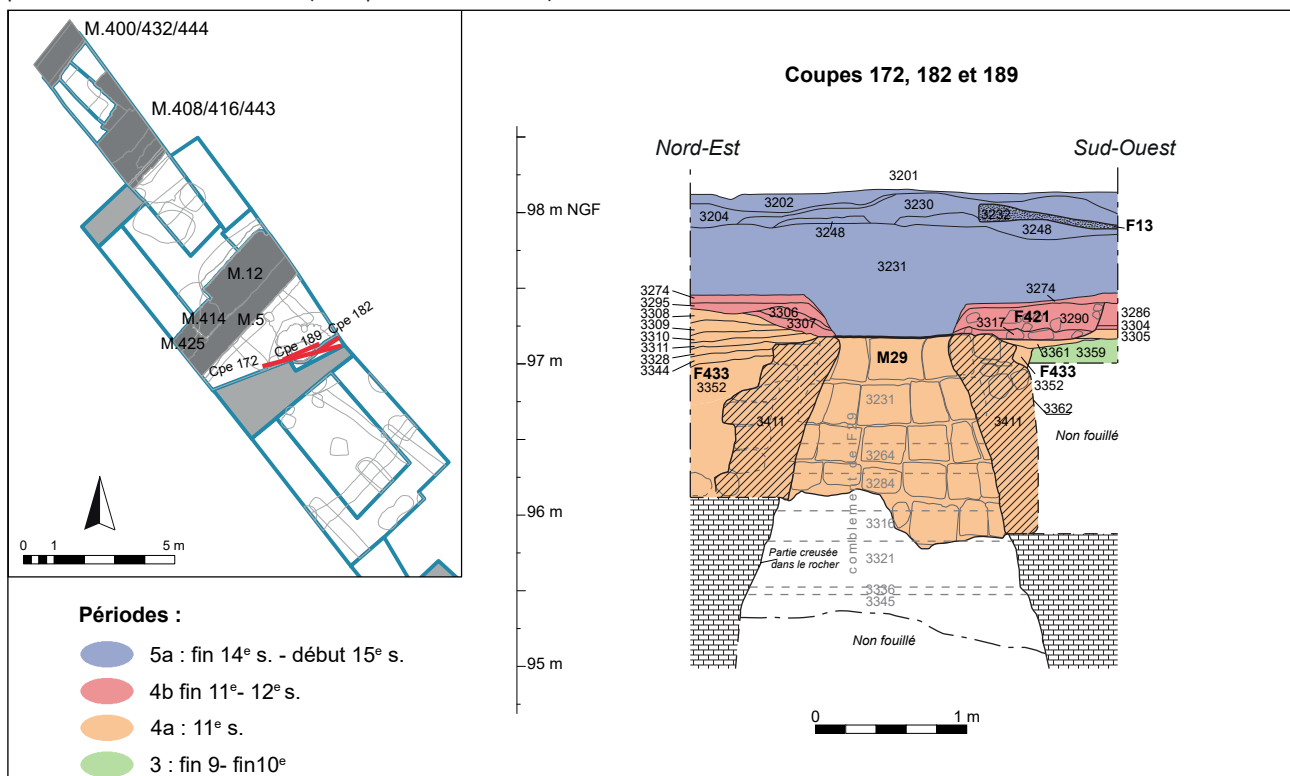 M.400/432/444
M.408/416/443
M.12
M.414
M.5
M.425
Cpe 172
Cpe 189
Cpe 182
0 1 5 m
Périodes :
5a : fin 14e s. - début 15e s.
4b fin 11e- 12e s.
4a : 11e s.
3 : fin 9- fin10e
Coupes 172, 182 et 189
Nord-Est
Sud-Ouest
98 m NGF
97 m
96 m
95 m
3201
3202
3230
3204
3232
3248
3248
F13
3231
3274
3295
3308
3309
3310
3311
3328
3344
3306
3307
3274
F421
3317
3290
3286
3304
3305
3361
3359
M29
F433
3352
F433
3352
3362
3411
3411
Non fouillé
comblement de F29
3231
3264
3284
3316
3321
3336
3345
Partie creusée
dans le rocher
Non fouillé
0 1 m